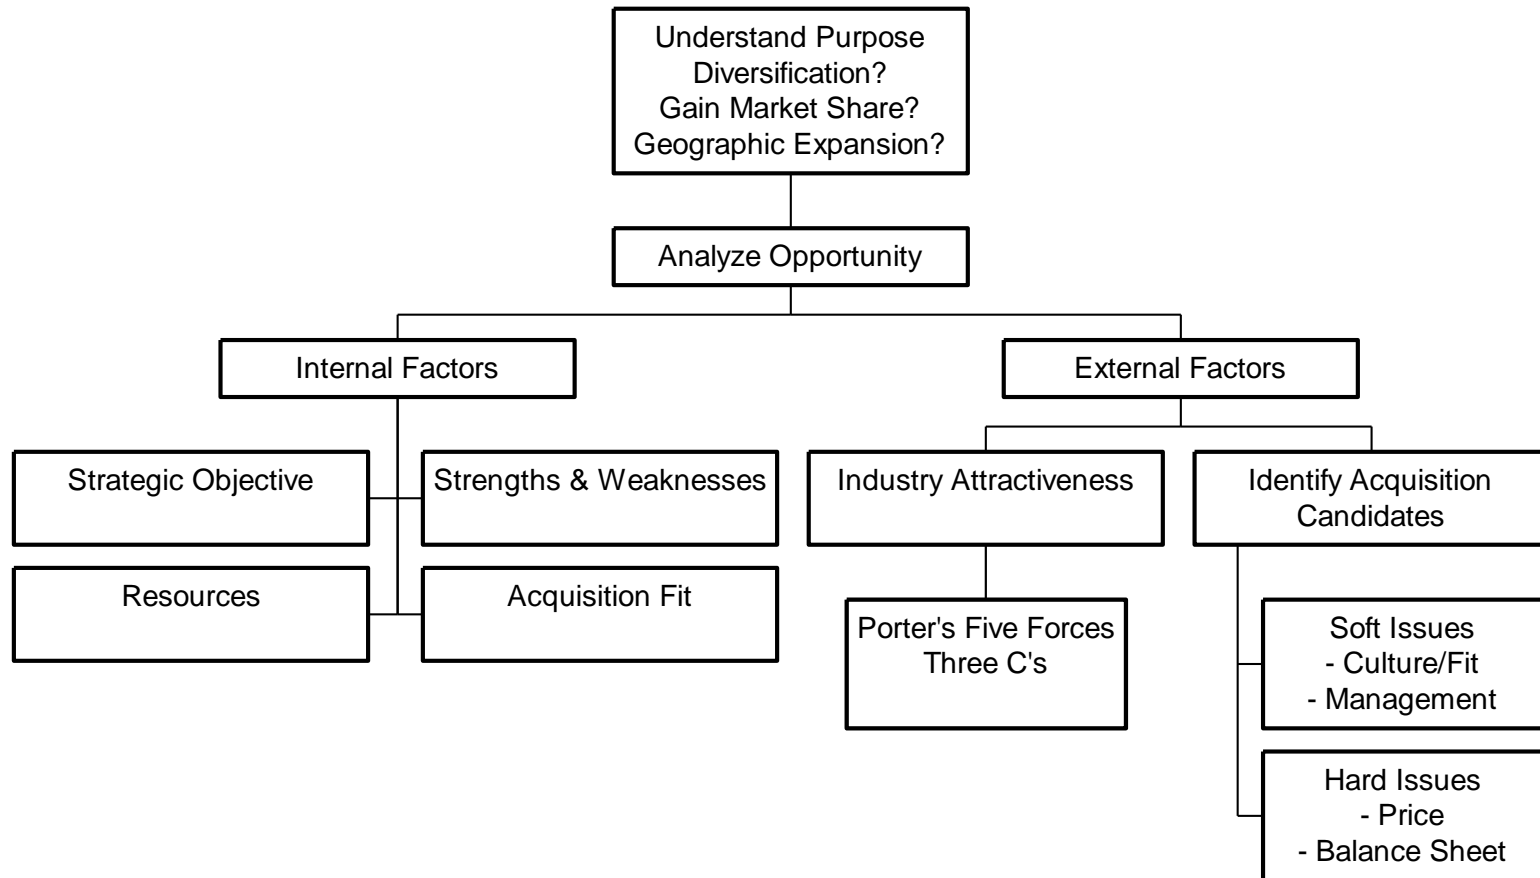 Understand Purpose
Diversification?
Gain Market Share?
Geographic Expansion?
Analyze Opportunity
Internal Factors
External Factors
Strategic Objective
Strengths & Weaknesses
Industry Attractiveness
Identify Acquisition
Candidates
Resources
Acquisition Fit
Porter's Five Forces
Three C's
Soft Issues
- Culture/Fit
- Management
Hard Issues
- Price
- Balance Sheet